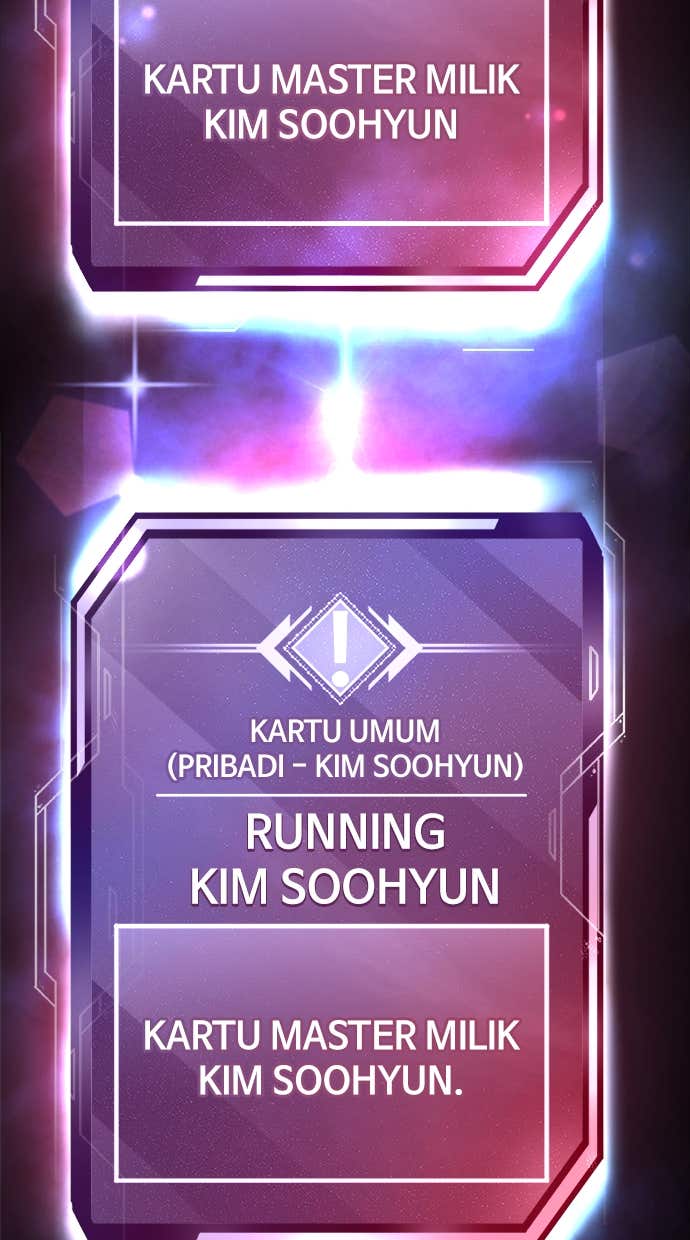 KARTU MASTER MILIK
KIM SOOHYUN
!
KARTU UMUM
(PRIBADI - KIM SOOHYUN)
RUNNING
KIM SOOHYUN
KARTU MASTER MILIK
KIM SOOHYUN.